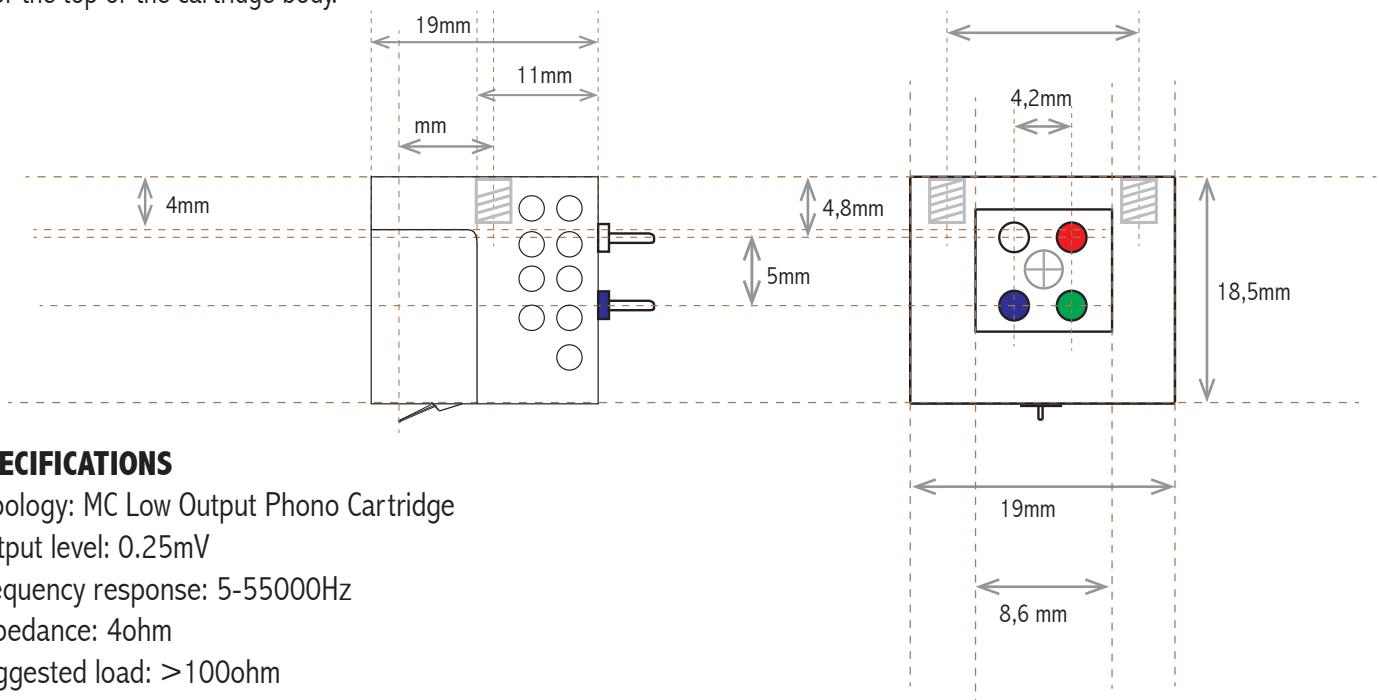 the top of the cartridge body.
19mm
11mm
4,2mm
mm
4mm
4,8mm
5mm
18,5mm
ECIFICATIONS
ology: MC Low Output Phono Cartridge
tput level: 0.25mV
equency response: 5-55000Hz
pedance: 4ohm
ggested load: >100ohm
19mm
8,6 mm